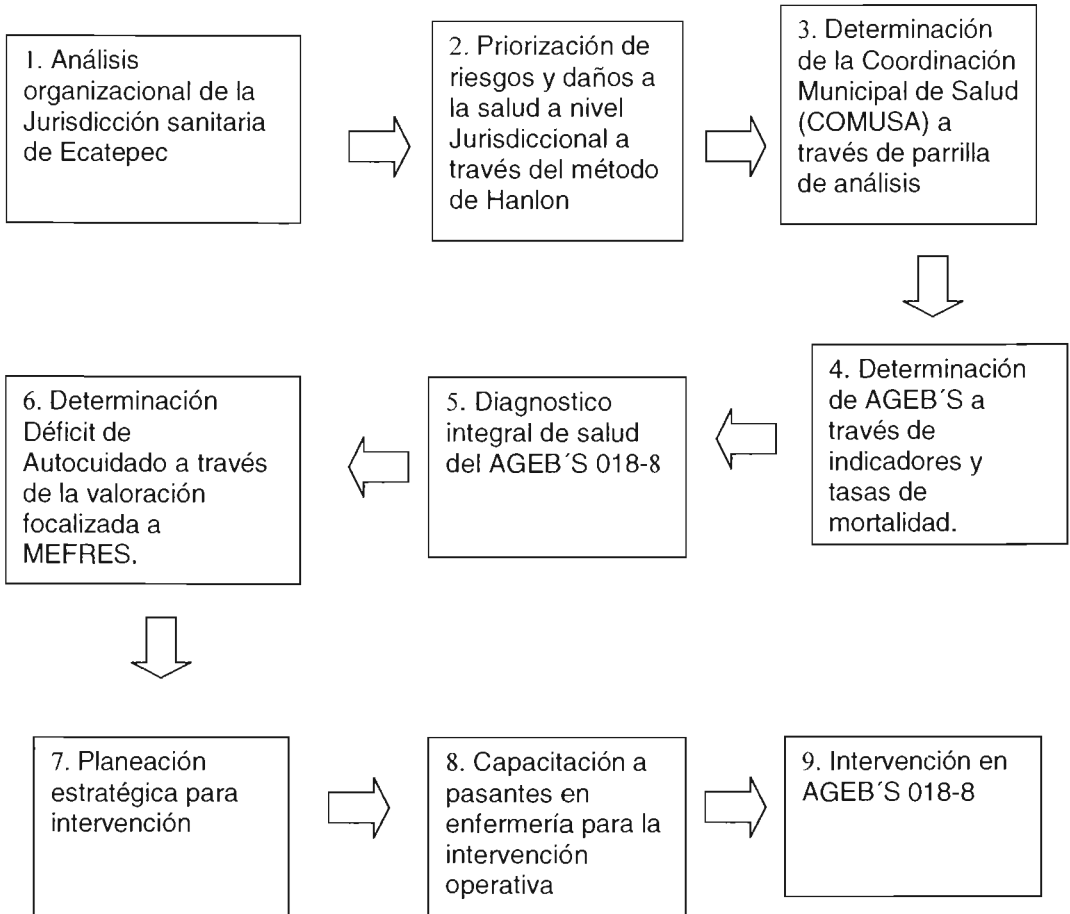 1. Análisis
organizacional de la
Jurisdicción sanitaria
de Ecatepec
2. Priorización de
riesgos y daños a
la salud a nivel
Jurisdiccional a
través del método
de Hanlon
3. Determinación
de la Coordinación
Municipal de Salud
(COMUSA) a
través de parrilla
de análisis
4. Determinación
de AGEB´S a
través de
indicadores y
tasas de
mortalidad.
5. Diagnostico
integral de salud
del AGEB´S 018-8
6. Determinación
Déficit de
Autocuidado a través
de la valoración
focalizada a
MEFRES.
7. Planeación
estratégica para
intervención
8. Capacitación a
pasantes en
enfermería para la
intervención
operativa
9. Intervención en
AGEB´S 018-8